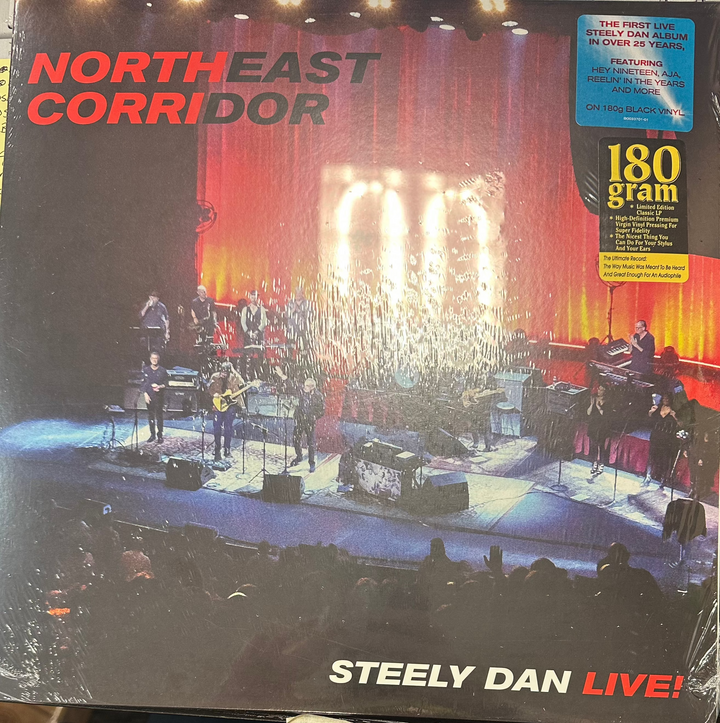 NORTHEAST
CORRIDOR
THE FIRST LIVE
STEELY DAN ALBUM
IN OVER 25 YEARS,
FEATURING
HEY NINETEEN, AJA,
REELIN' IN THE YEARS
AND MORE
ON 180g BLACK VINYL
180
gram
• Limited Edition
Classic LP
• High-Definition Premium
Virgin Vinyl Pressing For
Super Fidelity
• The Nicest Thing You
Can Do For Your Stylus
And Your Ears
The Ultimate Record:
The Way Music Was Meant To Be Heard
And Great Enough For An Audiophile
STEELY DAN LIVE!